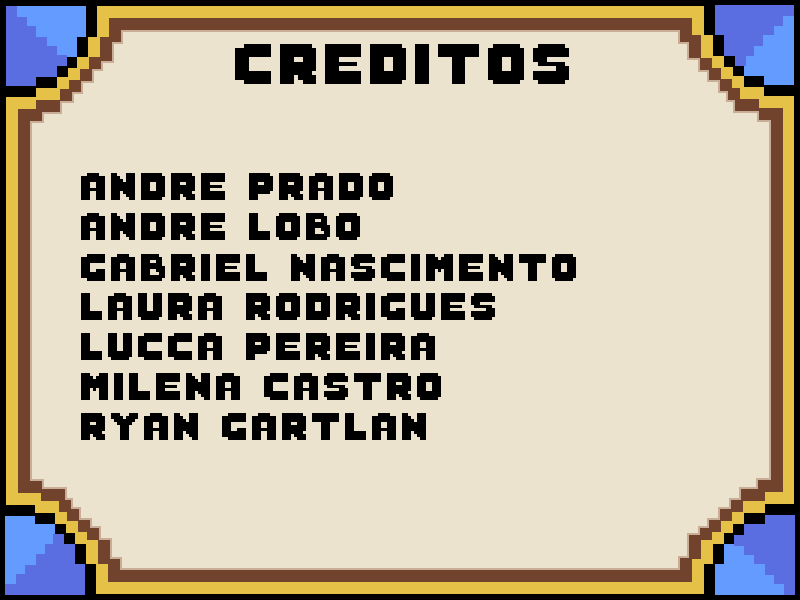 CREDITOS
ANDRE PRADO
ANDRE LOBO
GABRIEL NASCIMENTO
LAURA RODRIGUES
LUCCA PEREIRA
MILENA CASTRO
RYAN GARTLAN